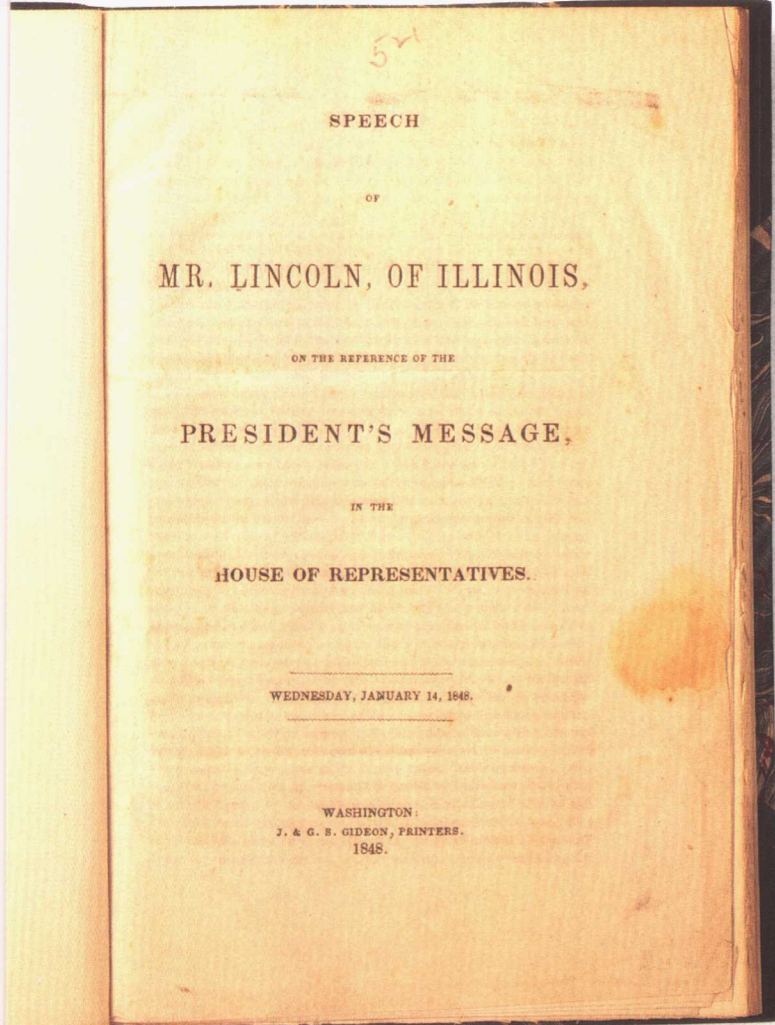 521
SPEECH
OF
MR. LINCOLN, OF ILLINOIS,
ON THE REFERENCE OF THE
PRESIDENT'S MESSAGE,
IN THE
HOUSE OF REPRESENTATIVES.
WEDNESDAY, JANUARY 14, 1848.
WASHINGTON:
J. & G. S. GIDEON, PRINTERS.
1848.